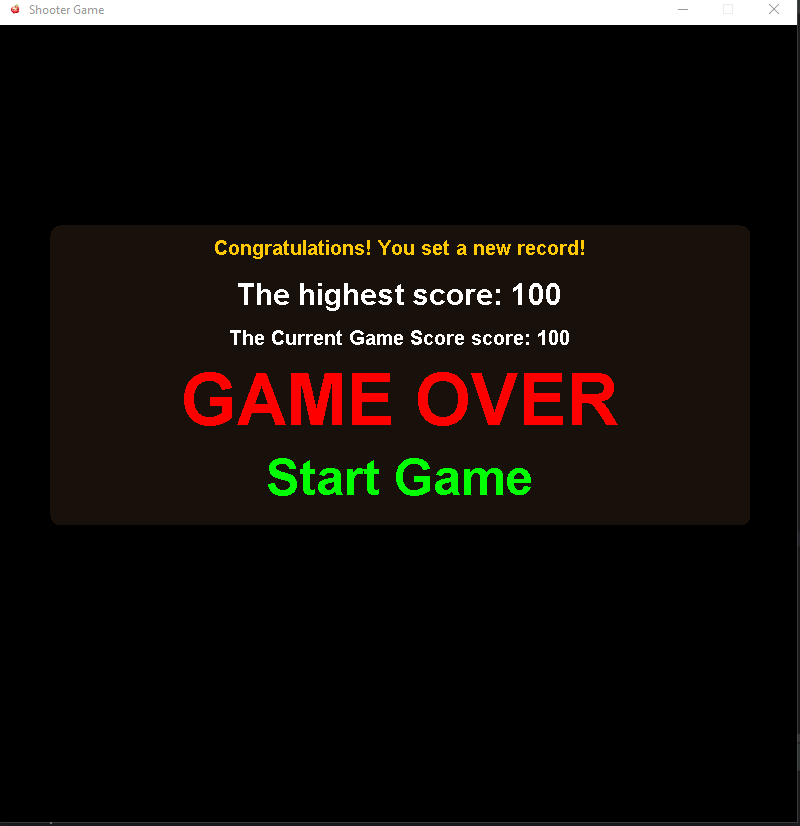 Shooter Game
Congratulations! You set a new record!
The highest score: 100
The Current Game Score score: 100
GAME OVER
Start Game